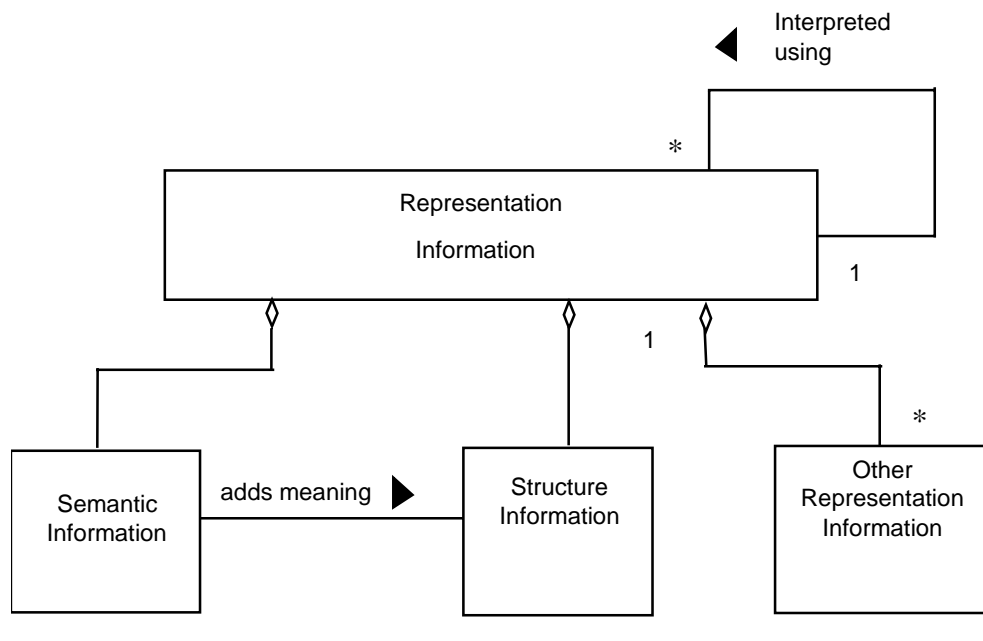 Interpreted
using
*
Representation
Information
1
1
*
Semantic
Information
adds meaning
Structure
Information
Other
Representation
Information